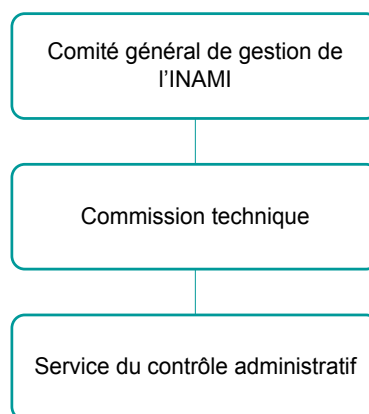 Comité général de gestion de
l’INAMI
Commission technique
Service du contrôle administratif